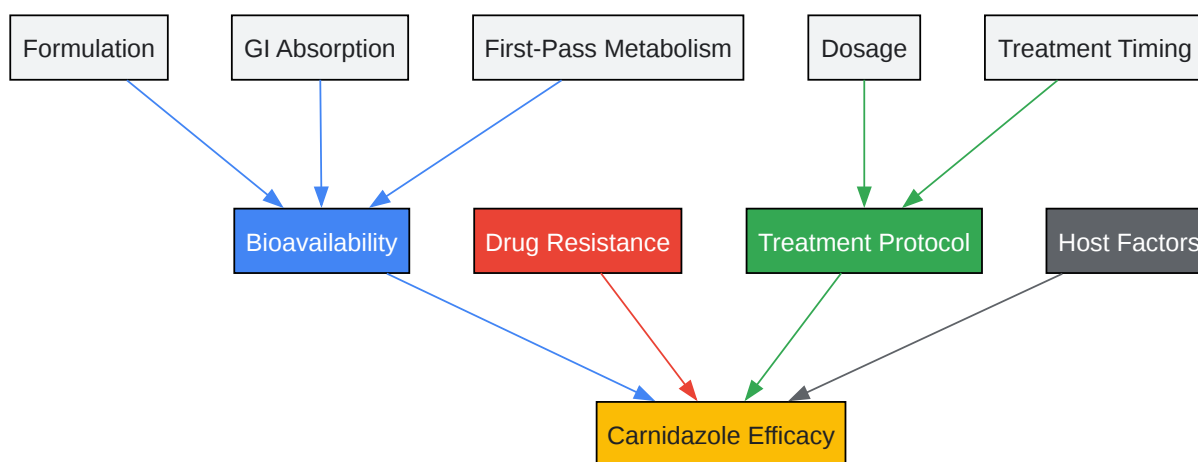 Formulation
GI Absorption
First-Pass Metabolism
Dosage
Treatment Timing
Bioavailability
Drug Resistance
Treatment Protocol
Host Factors
Carnidazole Efficacy